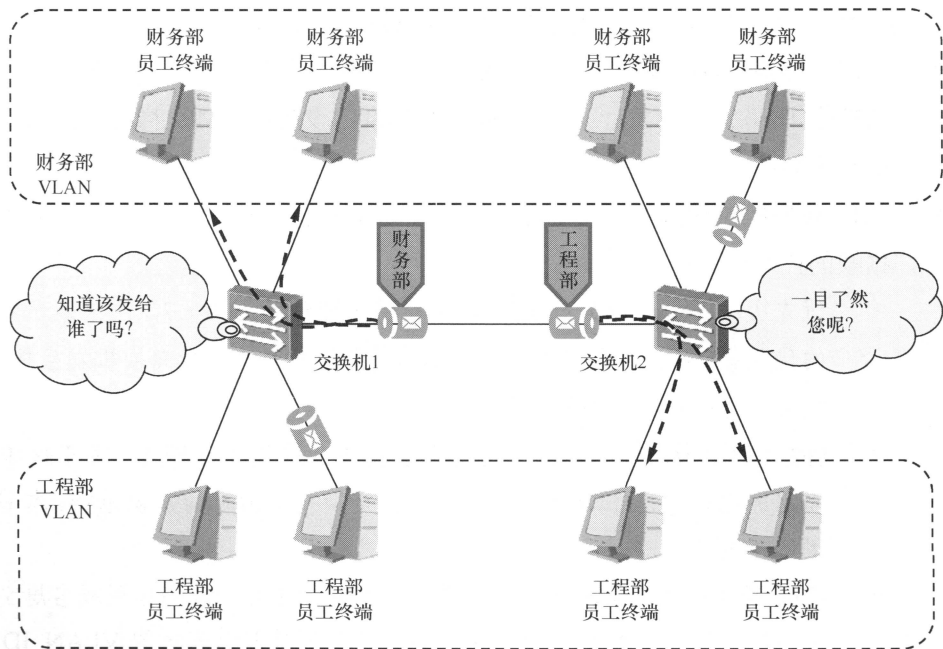 财务部
员工终端
财务部
员工终端
财务部
员工终端
财务部
员工终端
财务部
VLAN
财务部
工程部
知道该发给
谁了吗?
一目了然
您呢?
交换机1
交换机2
工程部
VLAN
工程部
员工终端
工程部
员工终端
工程部
员工终端
工程部
员工终端